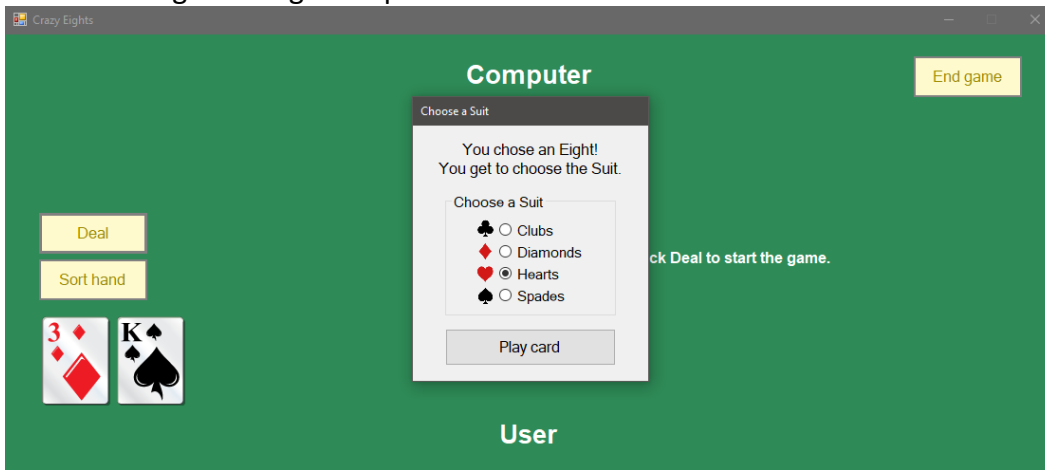 Crazy Eights
Computer
End game
Choose a Suit
You chose an Eight!
You get to choose the Suit.
Choose a Suit
Clubs
Diamonds
Hearts
Spades
Play card
Deal
Sort hand
ck Deal to start the game.
3
K
User